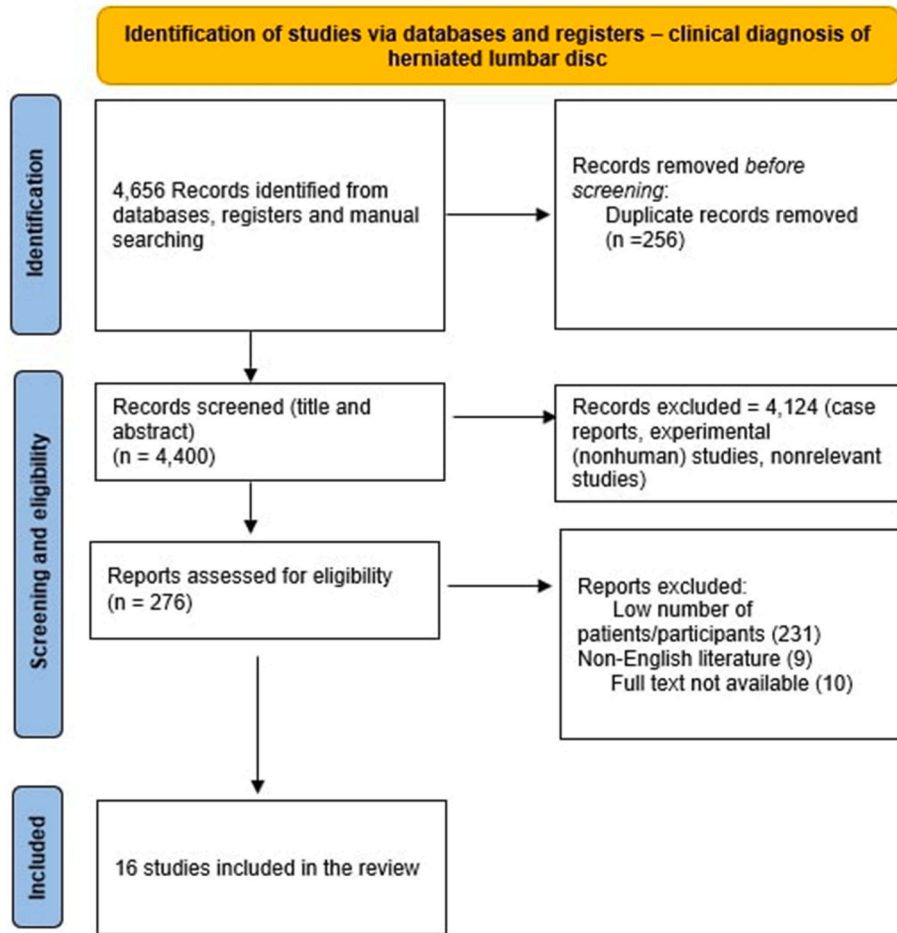 Identification of studies via databases and registers – clinical diagnosis of
herniated lumbar disc
Identification
4,656 Records identified from
databases, registers and manual
searching
Records removed before
screening:
Duplicate records removed
(n =256)
Screening and eligibility
Records screened (title and
abstract)
(n = 4,400)
Records excluded = 4,124 (case
reports, experimental
(nonhuman) studies, nonrelevant
studies)
Reports assessed for eligibility
(n = 276)
Reports excluded:
Low number of
patients/participants (231)
Non-English literature (9)
Full text not available (10)
Included
16 studies included in the review